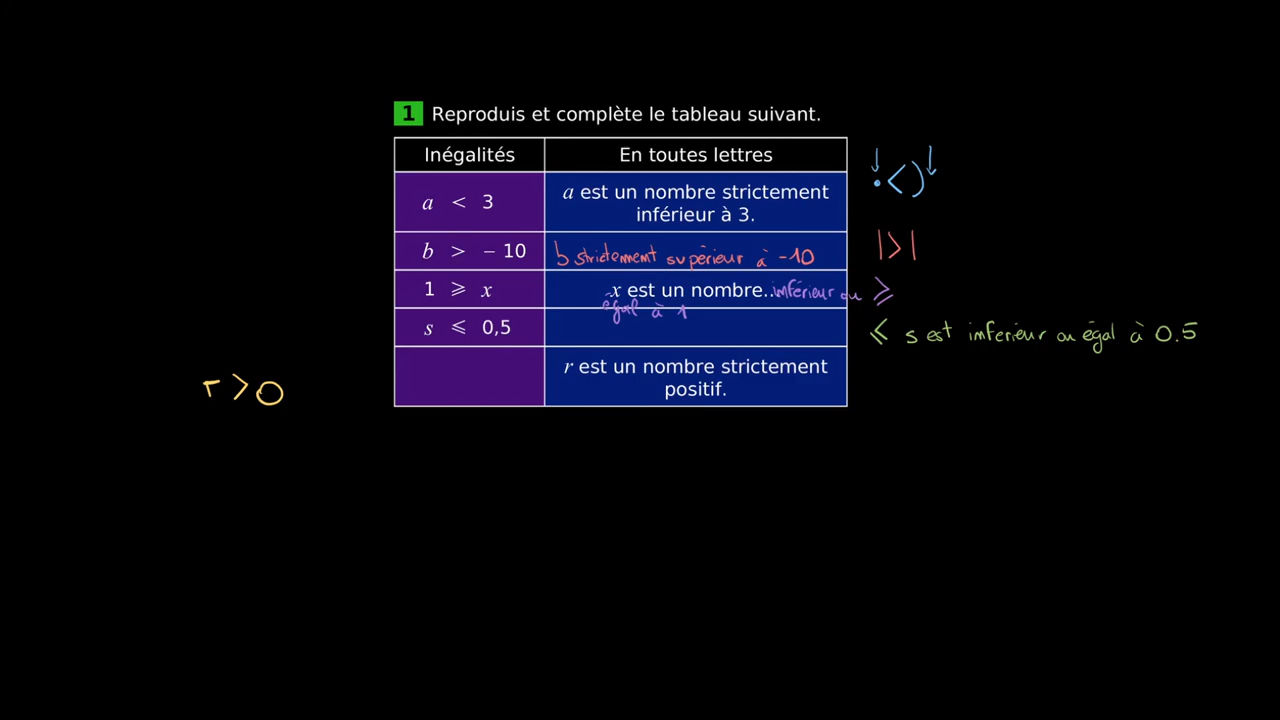 1 Reproduis et complète le tableau suivant.
Inégalités En toutes lettres
a < 3 a est un nombre strictement
inférieur à 3.
b > − 10 b strictement supérieur à -10
1 ⩾ x x est un nombre.. inférieur ou
égal à 1
s ⩽ 0,5 s est inferieur ou égal à 0.5
r > 0 r est un nombre strictement
positif.
<
>
⩾
⩽